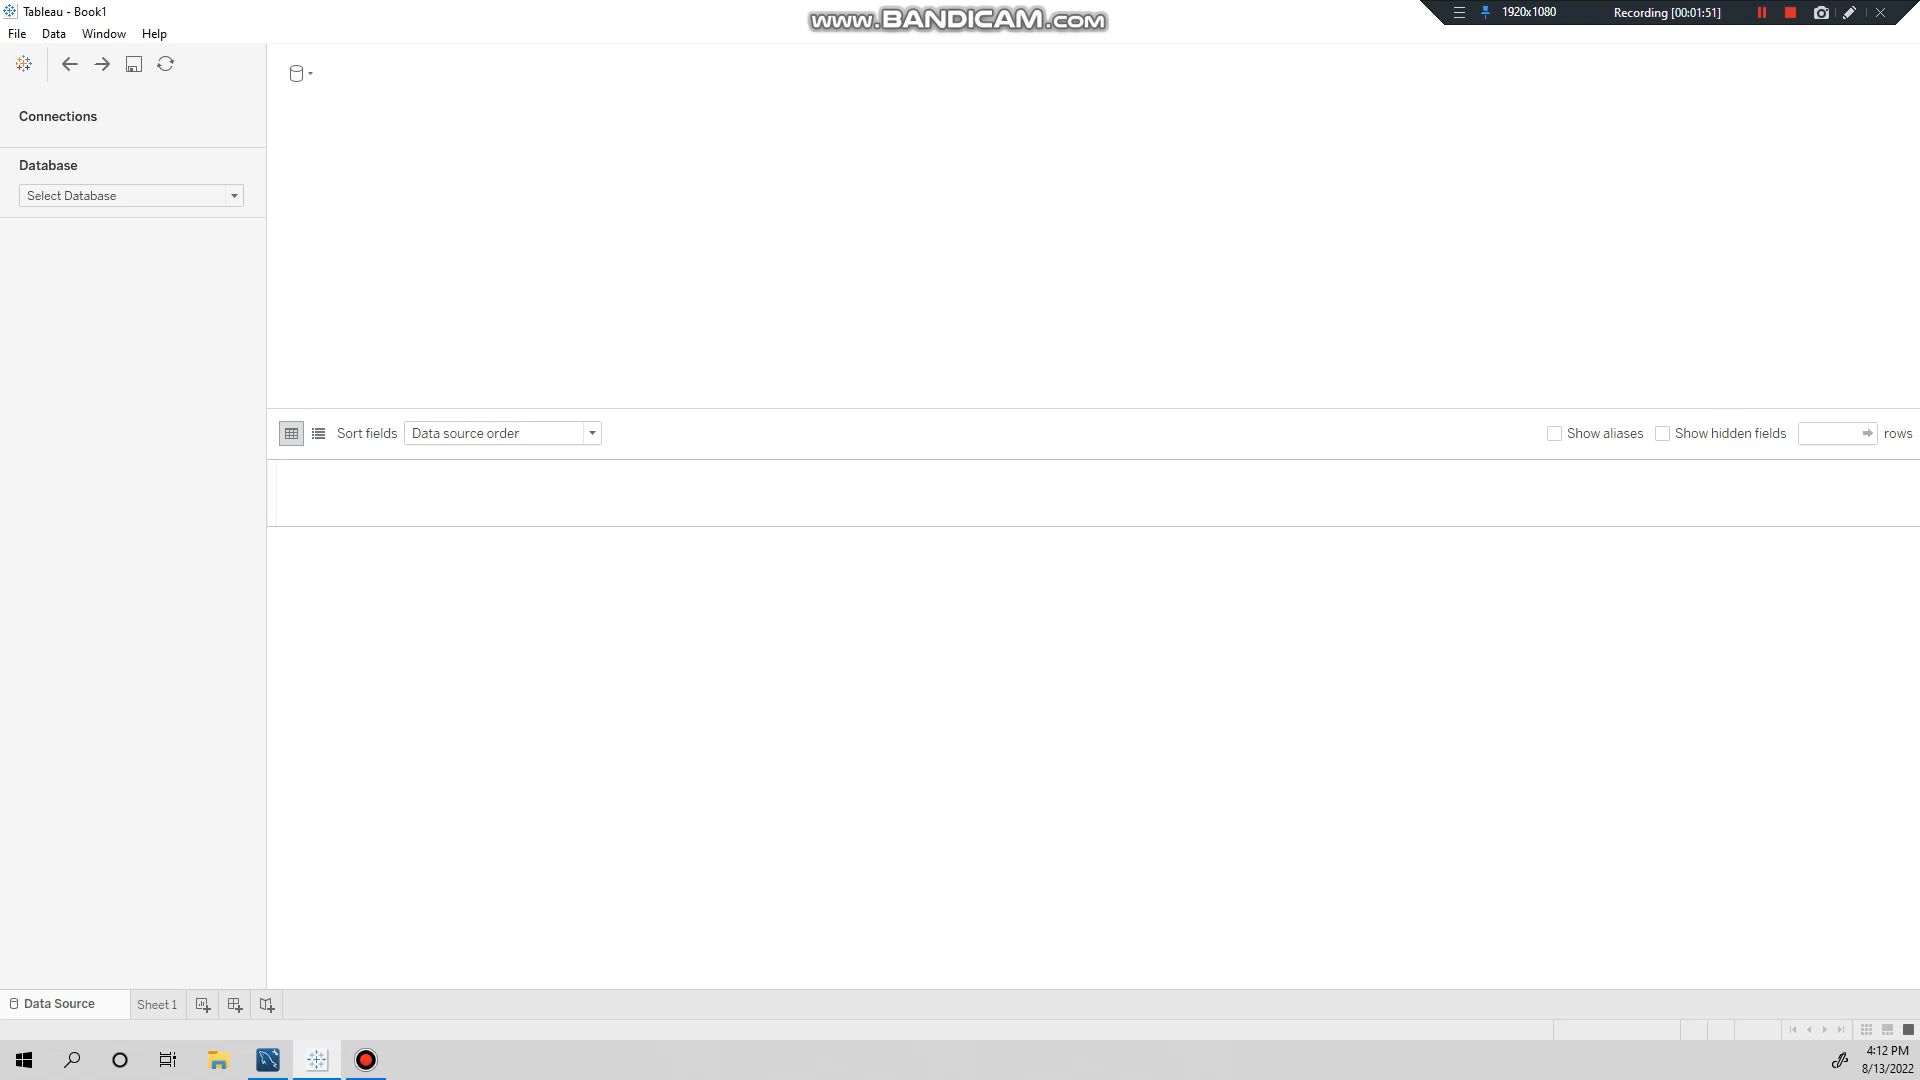 Tableau - Book1
www.BANDICAM.com
1920x1080
Recording [00:01:51]
File
Data
Window
Help
Connections
Database
Select Database
Sort fields
Data source order
Show aliases
Show hidden fields
rows
Data Source
Sheet 1
4:12 PM
8/13/2022